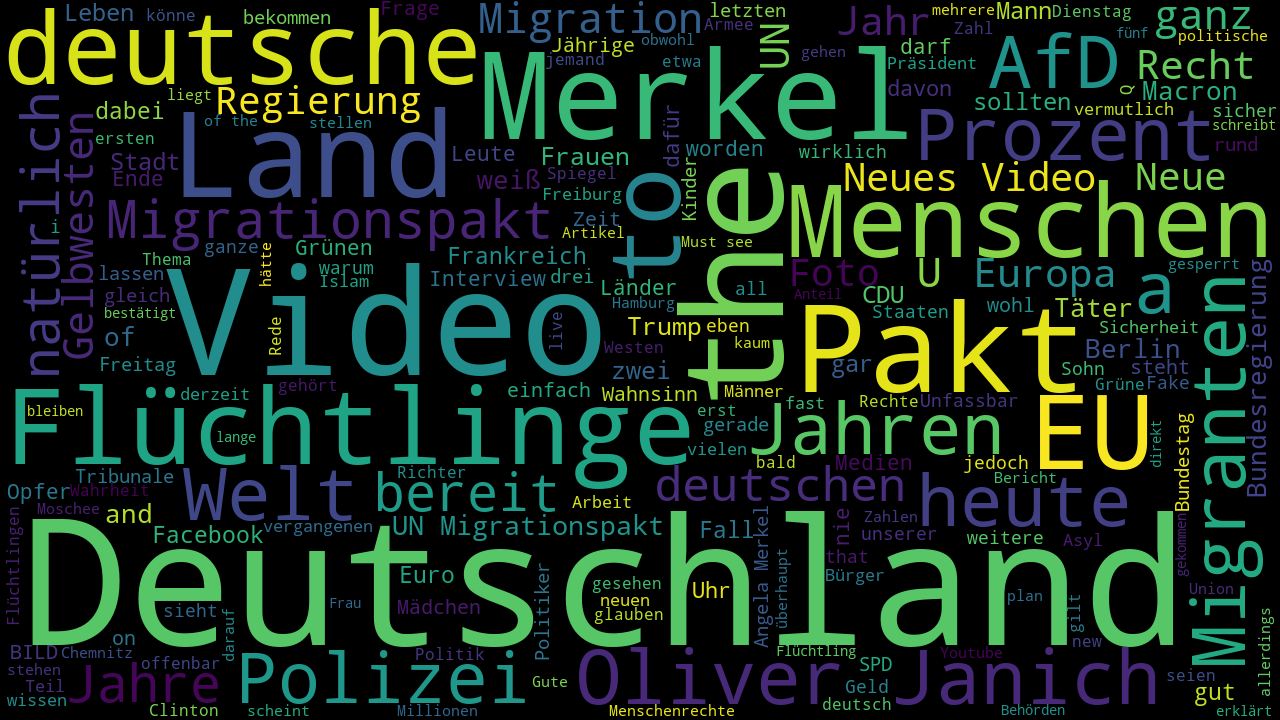 Leben
könne
Frage
bekommen
deutsche
Migration
letzten
Armee
Jährige
obwohl
jemand
etwa
gehen
UN
Jahr
mehrere
Zahl
Mann
Dienstag
fünf
ganz
politische
darf
Präsident
AfD
Recht
davon
Q
Macron
sollten
vermutlich
sicher
schreibt
Merkel
Prozent
rund
dabei
liegt
Regierung
of the
stellen
ersten
natürlich
Gelbwesten
Stadt
Ende
Land
Leute
Frauen
weiß
Spiegel
Freiburg
dafür
worden
wirklich
Kinder
to
the
Neues Video
Neue
Menschen
i
Migrationspakt
Zeit
Artikel
Must see
Thema
ganze
Grünen
hätte
warum
Islam
Frankreich
Interview
drei
Länder
Hamburg
all
Foto
Anteil
U
CDU
Staaten
Europa
wohl
a
gesperrt
Täter
Sicherheit
lassen
gleich
bestätigt
of
Freitag
Video
Rede
live
Trump
eben
kaum
Westen
Pakt
gar
Berlin
steht
Sohn
Grüne
Fake
Migranten
Bundesregierung
zwei
Männer
Wahnsinn
derzeit
gehört
einfach
erst
fast
Rechte
Unfassbar
bleiben
lange
Flüchtlinge
gerade
vielen
Jahren
EU
direkt
Bundestag
bald
Medien
jedoch
Bericht
Tribunale
Richter
Opfer
Wahrheit
Moschee
Welt
bereit
Arbeit
deutschen
heute
and
Facebook
vergangenen
UN Migrationspakt
Fall
nie
Zahlen
unserer
weitere
Asyl
gekommen
Flüchtlingen
that
Bürger
Angela Merkel
überhaupt
Euro
gesehen
neuen
glauben
Uhr
Mädchen
Politiker
Frau
plan
gilt
new
Union
Deutschland
sieht
darauf
on
BILD
Chemnitz
offenbar
stehen
Teil
wissen
Jahre
Polizei
Politik
Gute
Oliver Janich
Flüchtling
SPD
Geld
deutsch
Youtube
seien
gut
allerdings
Clinton
scheint
Millionen
Menschenrechte
Behörden
erklärt